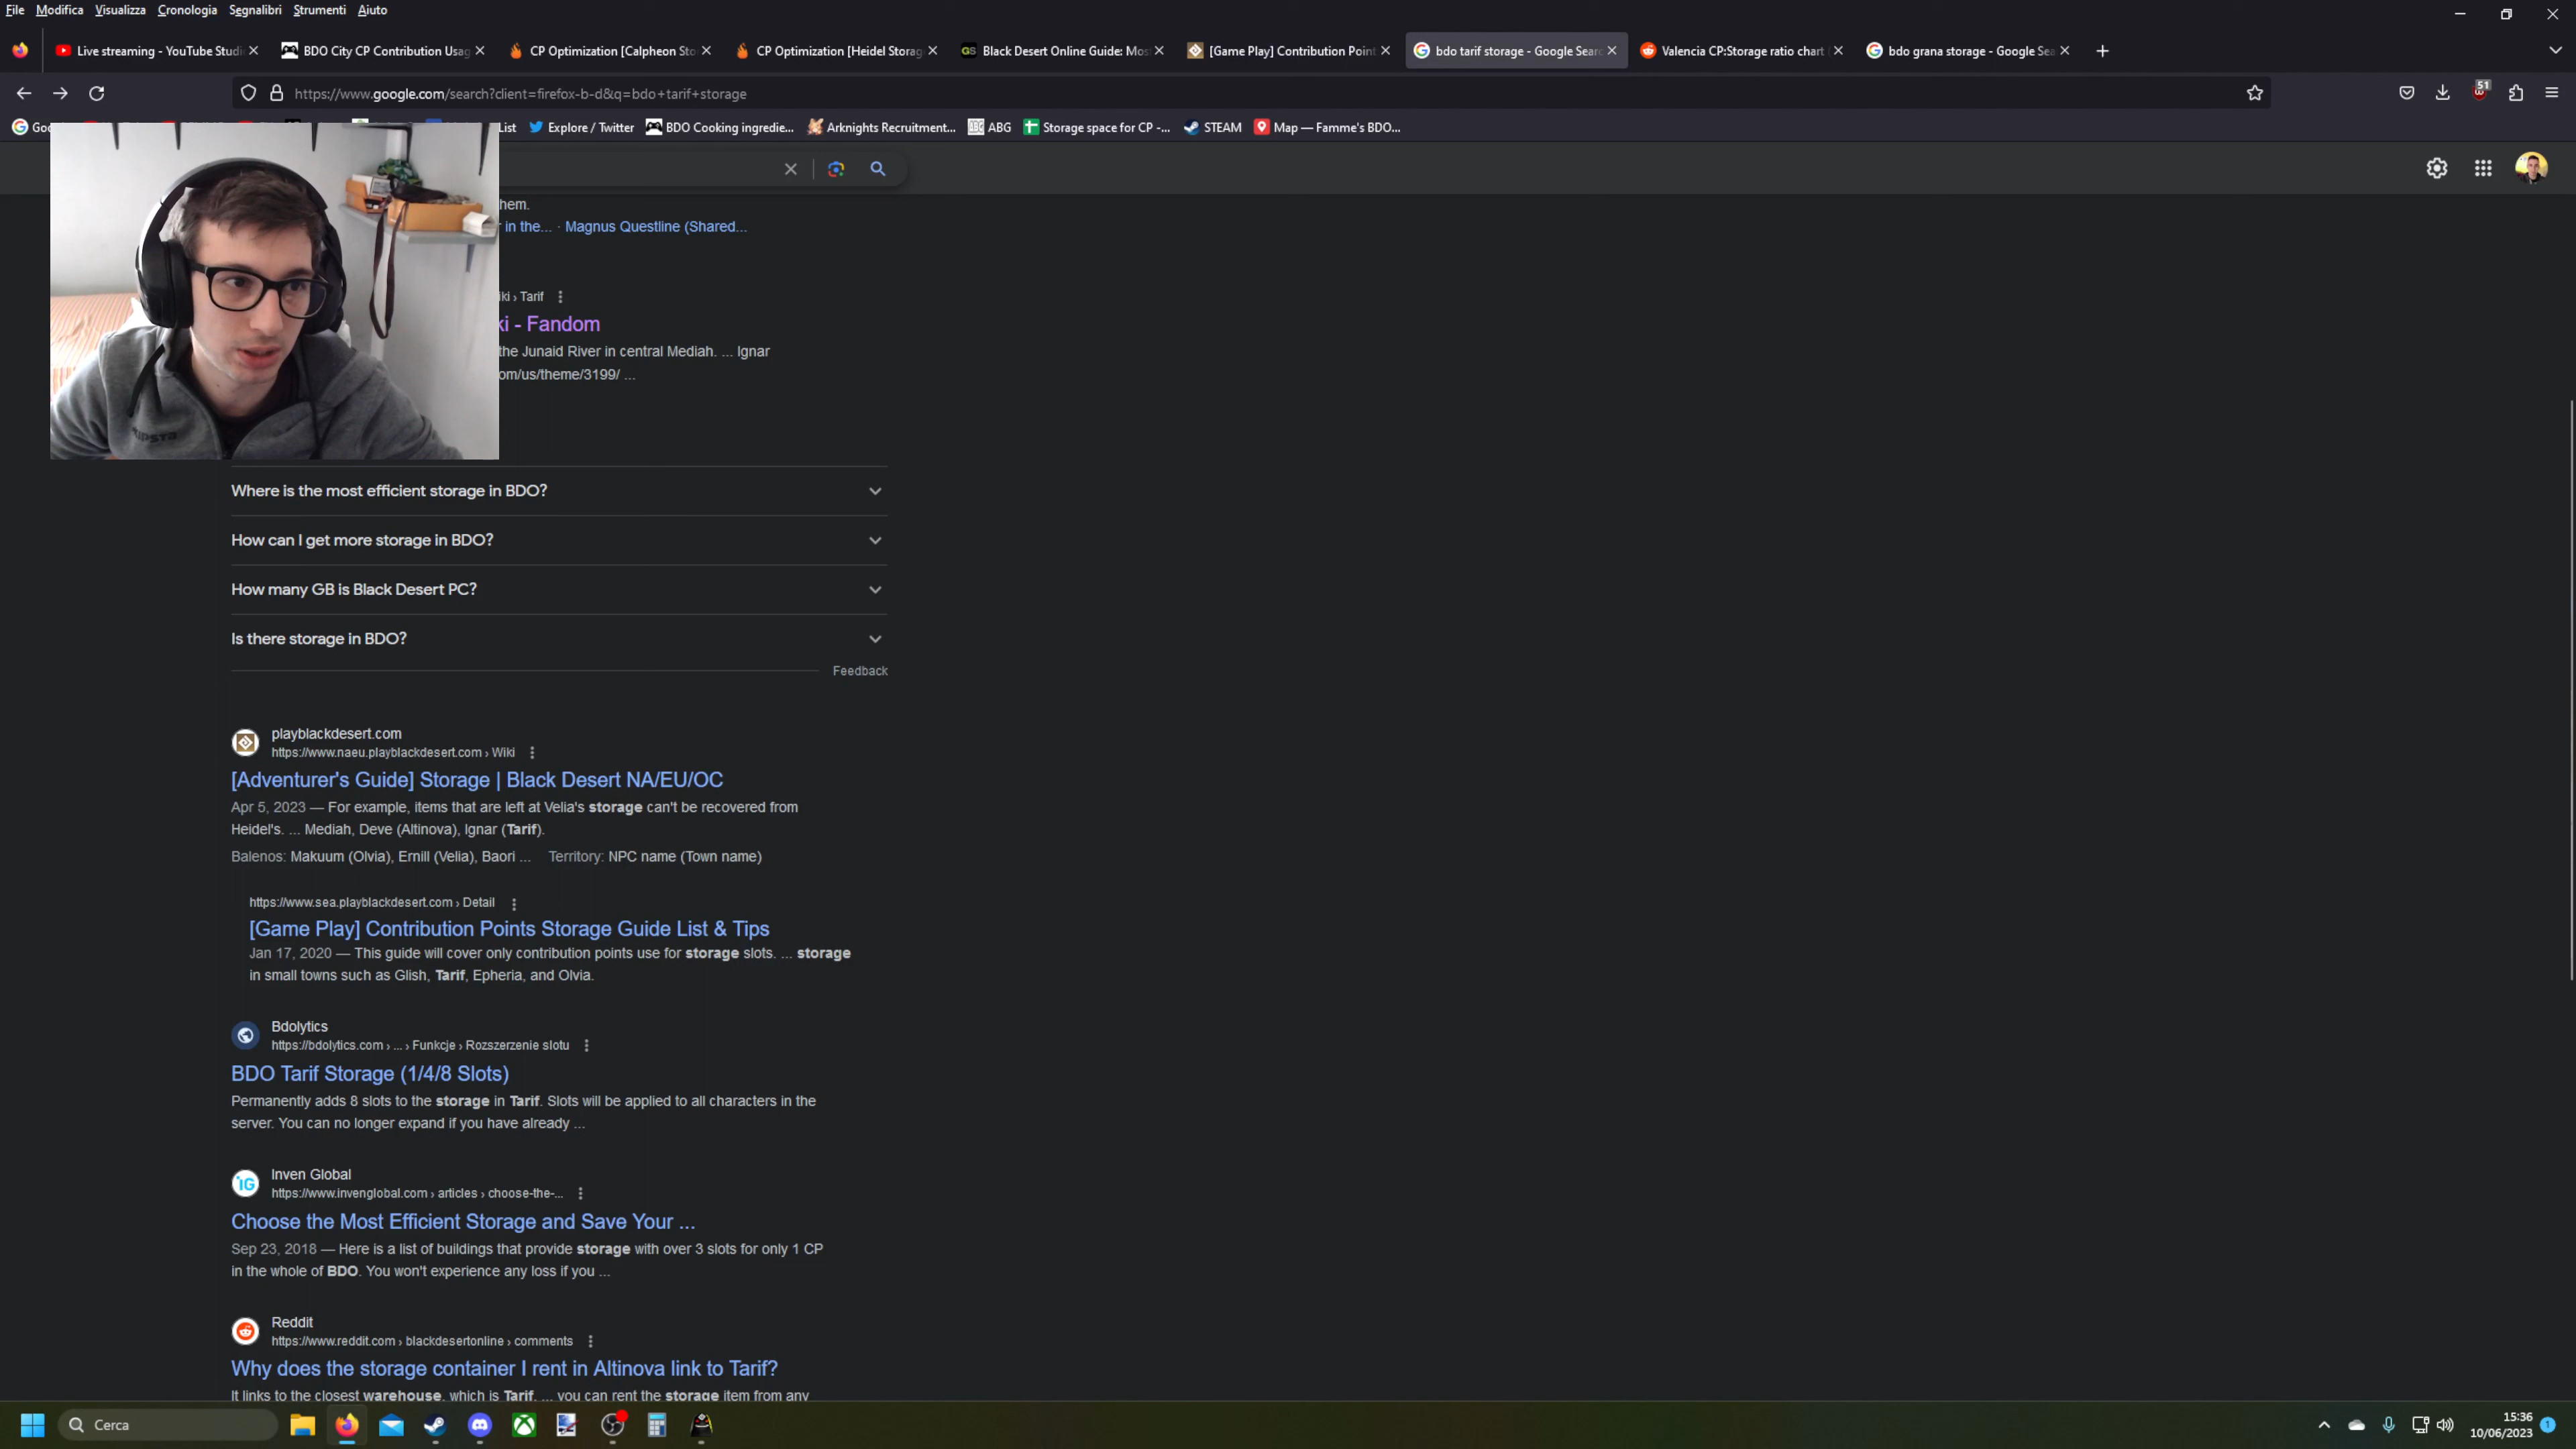 File Modifica Visualizza Cronologia Segnalibri Strumenti Aiuto
Live streaming - YouTube Studi
BDO City CP Contribution Usag
CP Optimization [Calpheon Sto
CP Optimization [Heidel Storag
Black Desert Online Guide: Mos
[Game Play] Contribution Point
bdo tarif storage - Google Searc
Valencia CP:Storage ratio chart
bdo grana storage - Google Sea
https://www.google.com/search?client=firefox-b-d&q=bdo+tarif+storage
51
List
Explore / Twitter
BDO Cooking ingredie...
Arknights Recruitment...
ABG
Storage space for CP -...
STEAM
Map — Famme's BDO...
hem.
r in the... · Magnus Questline (Shared...
iki › Tarif
ki - Fandom
the Junaid River in central Mediah. ... Ignar
om/us/theme/3199/ ...
Where is the most efficient storage in BDO?
How can I get more storage in BDO?
How many GB is Black Desert PC?
Is there storage in BDO?
Feedback
playblackdesert.com
https://www.naeu.playblackdesert.com › Wiki
[Adventurer's Guide] Storage | Black Desert NA/EU/OC
Apr 5, 2023 — For example, items that are left at Velia's storage can't be recovered from
Heidel's. ... Mediah, Deve (Altinova), Ignar (Tarif).
Balenos: Makuum (Olvia), Ernill (Velia), Baori ... Territory: NPC name (Town name)
https://www.sea.playblackdesert.com › Detail
[Game Play] Contribution Points Storage Guide List & Tips
Jan 17, 2020 — This guide will cover only contribution points use for storage slots. ... storage
in small towns such as Glish, Tarif, Epheria, and Olvia.
Bdolytics
https://bdolytics.com › ... › Funkcje › Rozszerzenie slotu
BDO Tarif Storage (1/4/8 Slots)
Permanently adds 8 slots to the storage in Tarif. Slots will be applied to all characters in the
server. You can no longer expand if you have already ...
IG
Inven Global
https://www.invenglobal.com › articles › choose-the-...
Choose the Most Efficient Storage and Save Your ...
Sep 23, 2018 — Here is a list of buildings that provide storage with over 3 slots for only 1 CP
in the whole of BDO. You won't experience any loss if you ...
Reddit
https://www.reddit.com › blackdesertonline › comments
Why does the storage container I rent in Altinova link to Tarif?
It links to the closest warehouse, which is Tarif. ... you can rent the storage item from any
Cerca
15:36
10/06/2023
1